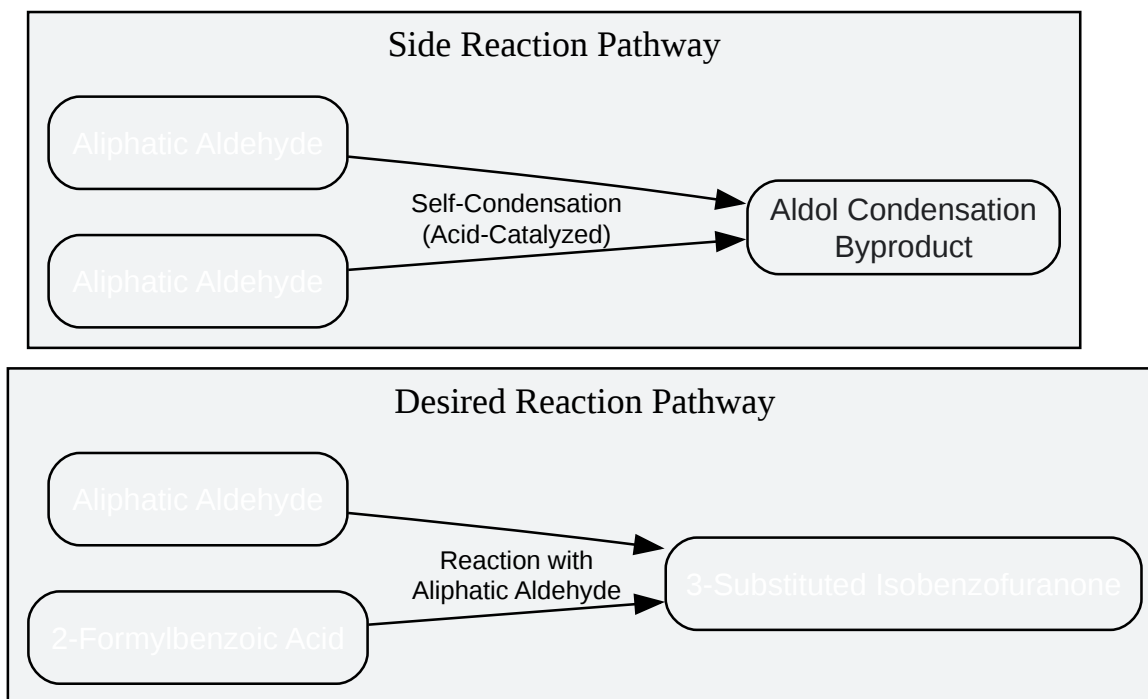 Side Reaction Pathway
Aliphatic Aldehyde
Self-Condensation
(Acid-Catalyzed)
Aldol Condensation
Byproduct
Aliphatic Aldehyde
Desired Reaction Pathway
Aliphatic Aldehyde
Reaction with
Aliphatic Aldehyde
3-Substituted Isobenzofuranone
2-Formylbenzoic Acid